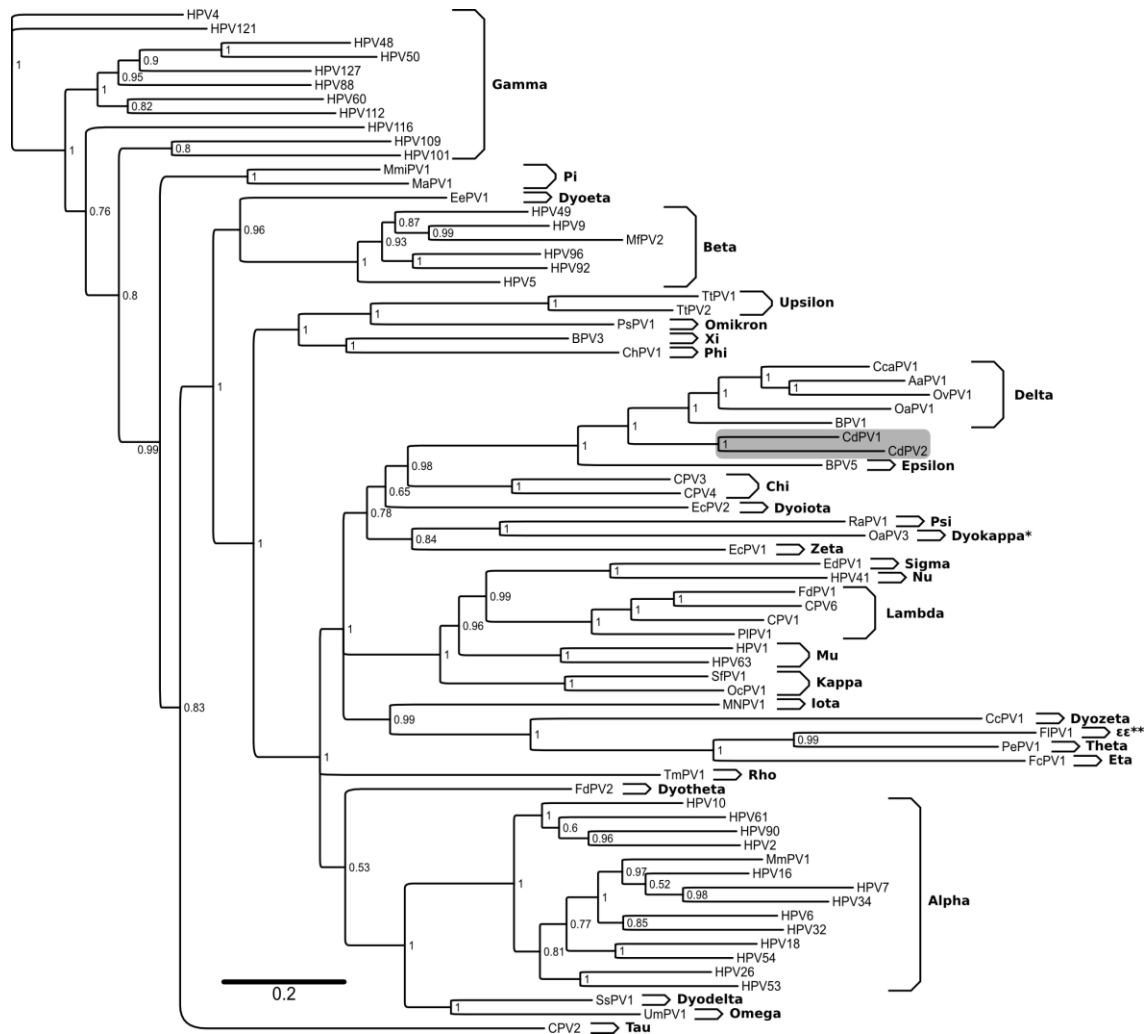 HPV4
HPV121
1
HPV48
0.9
1
HPV50
0.95
HPV127
1
HPV88
Gamma
HPV60
0.82
HPV112
HPV116
1
HPV109
0.8
HPV101
MmiPV1
1
Pi
MaPV1
EePV1
Dyoeta
0.76
HPV49
0.87
HPV9
0.96
0.93
0.99
MfPV2
HPV96
Beta
1
1
HPV92
HPV5
0.8
TtPV1
1
Upsilon
TtPV2
1
PsPV1
Omikron
1
BPV3
Xi
1
ChPV1
Phi
CcaPV1
1
AaPV1
1
1
OvPV1
Delta
1
OaPV1
1
BPV1
CdPV1
1
CdPV2
0.99
1
BPV5
Epsilon
0.98
CPV3
1
Chi
CPV4
0.65
EcPV2
Dyoiota
0.78
RaPV1
Psi
1
OaPV3
Dyokappa*
0.84
EcPV1
Zeta
1
EdPV1
Sigma
1
HPV41
Nu
0.99
FdPV1
1
CPV6
1
CPV1
Lambda
0.96
1
PlPV1
1
HPV1
1
Mu
HPV63
1
SfPV1
1
Kappa
OcPV1
MNPV1
Iota
0.83
0.99
CcPV1
Dyozeta
FlPV1
εε**
0.99
PePV1
Theta
1
1
FcPV1
Eta
1
TmPV1
Rho
FdPV2
Dyotheta
HPV10
1
HPV61
0.6
HPV90
0.96
HPV2
0.53
MmPV1
0.97
HPV16
1
0.52
HPV7
0.98
HPV34
Alpha
1
HPV6
0.85
HPV32
0.77
1
HPV18
1
HPV54
0.81
HPV26
1
HPV53
0.2
SsPV1
Dyodelta
1
UmPV1
Omega
CPV2
Tau